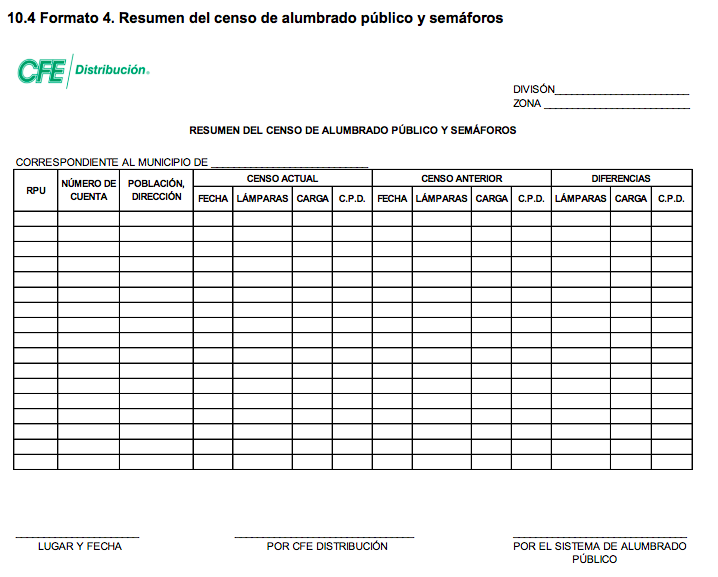 10.4 Formato 4. Resumen del censo de alumbrado público y semáforos
CFE Distribución®
DIVISÓN
ZONA
RESUMEN DEL CENSO DE ALUMBRADO PÚBLICO Y SEMÁFOROS
CORRESPONDIENTE AL MUNICIPIO DE
RPU NÚMERO DE CUENTA POBLACIÓN, DIRECCIÓN CENSO ACTUAL CENSO ANTERIOR DIFERENCIAS
FECHA LÁMPARAS CARGA C.P.D. FECHA LÁMPARAS CARGA C.P.D. LÁMPARAS CARGA C.P.D.
LUGAR Y FECHA POR CFE DISTRIBUCIÓN POR EL SISTEMA DE ALUMBRADO
PÚBLICO